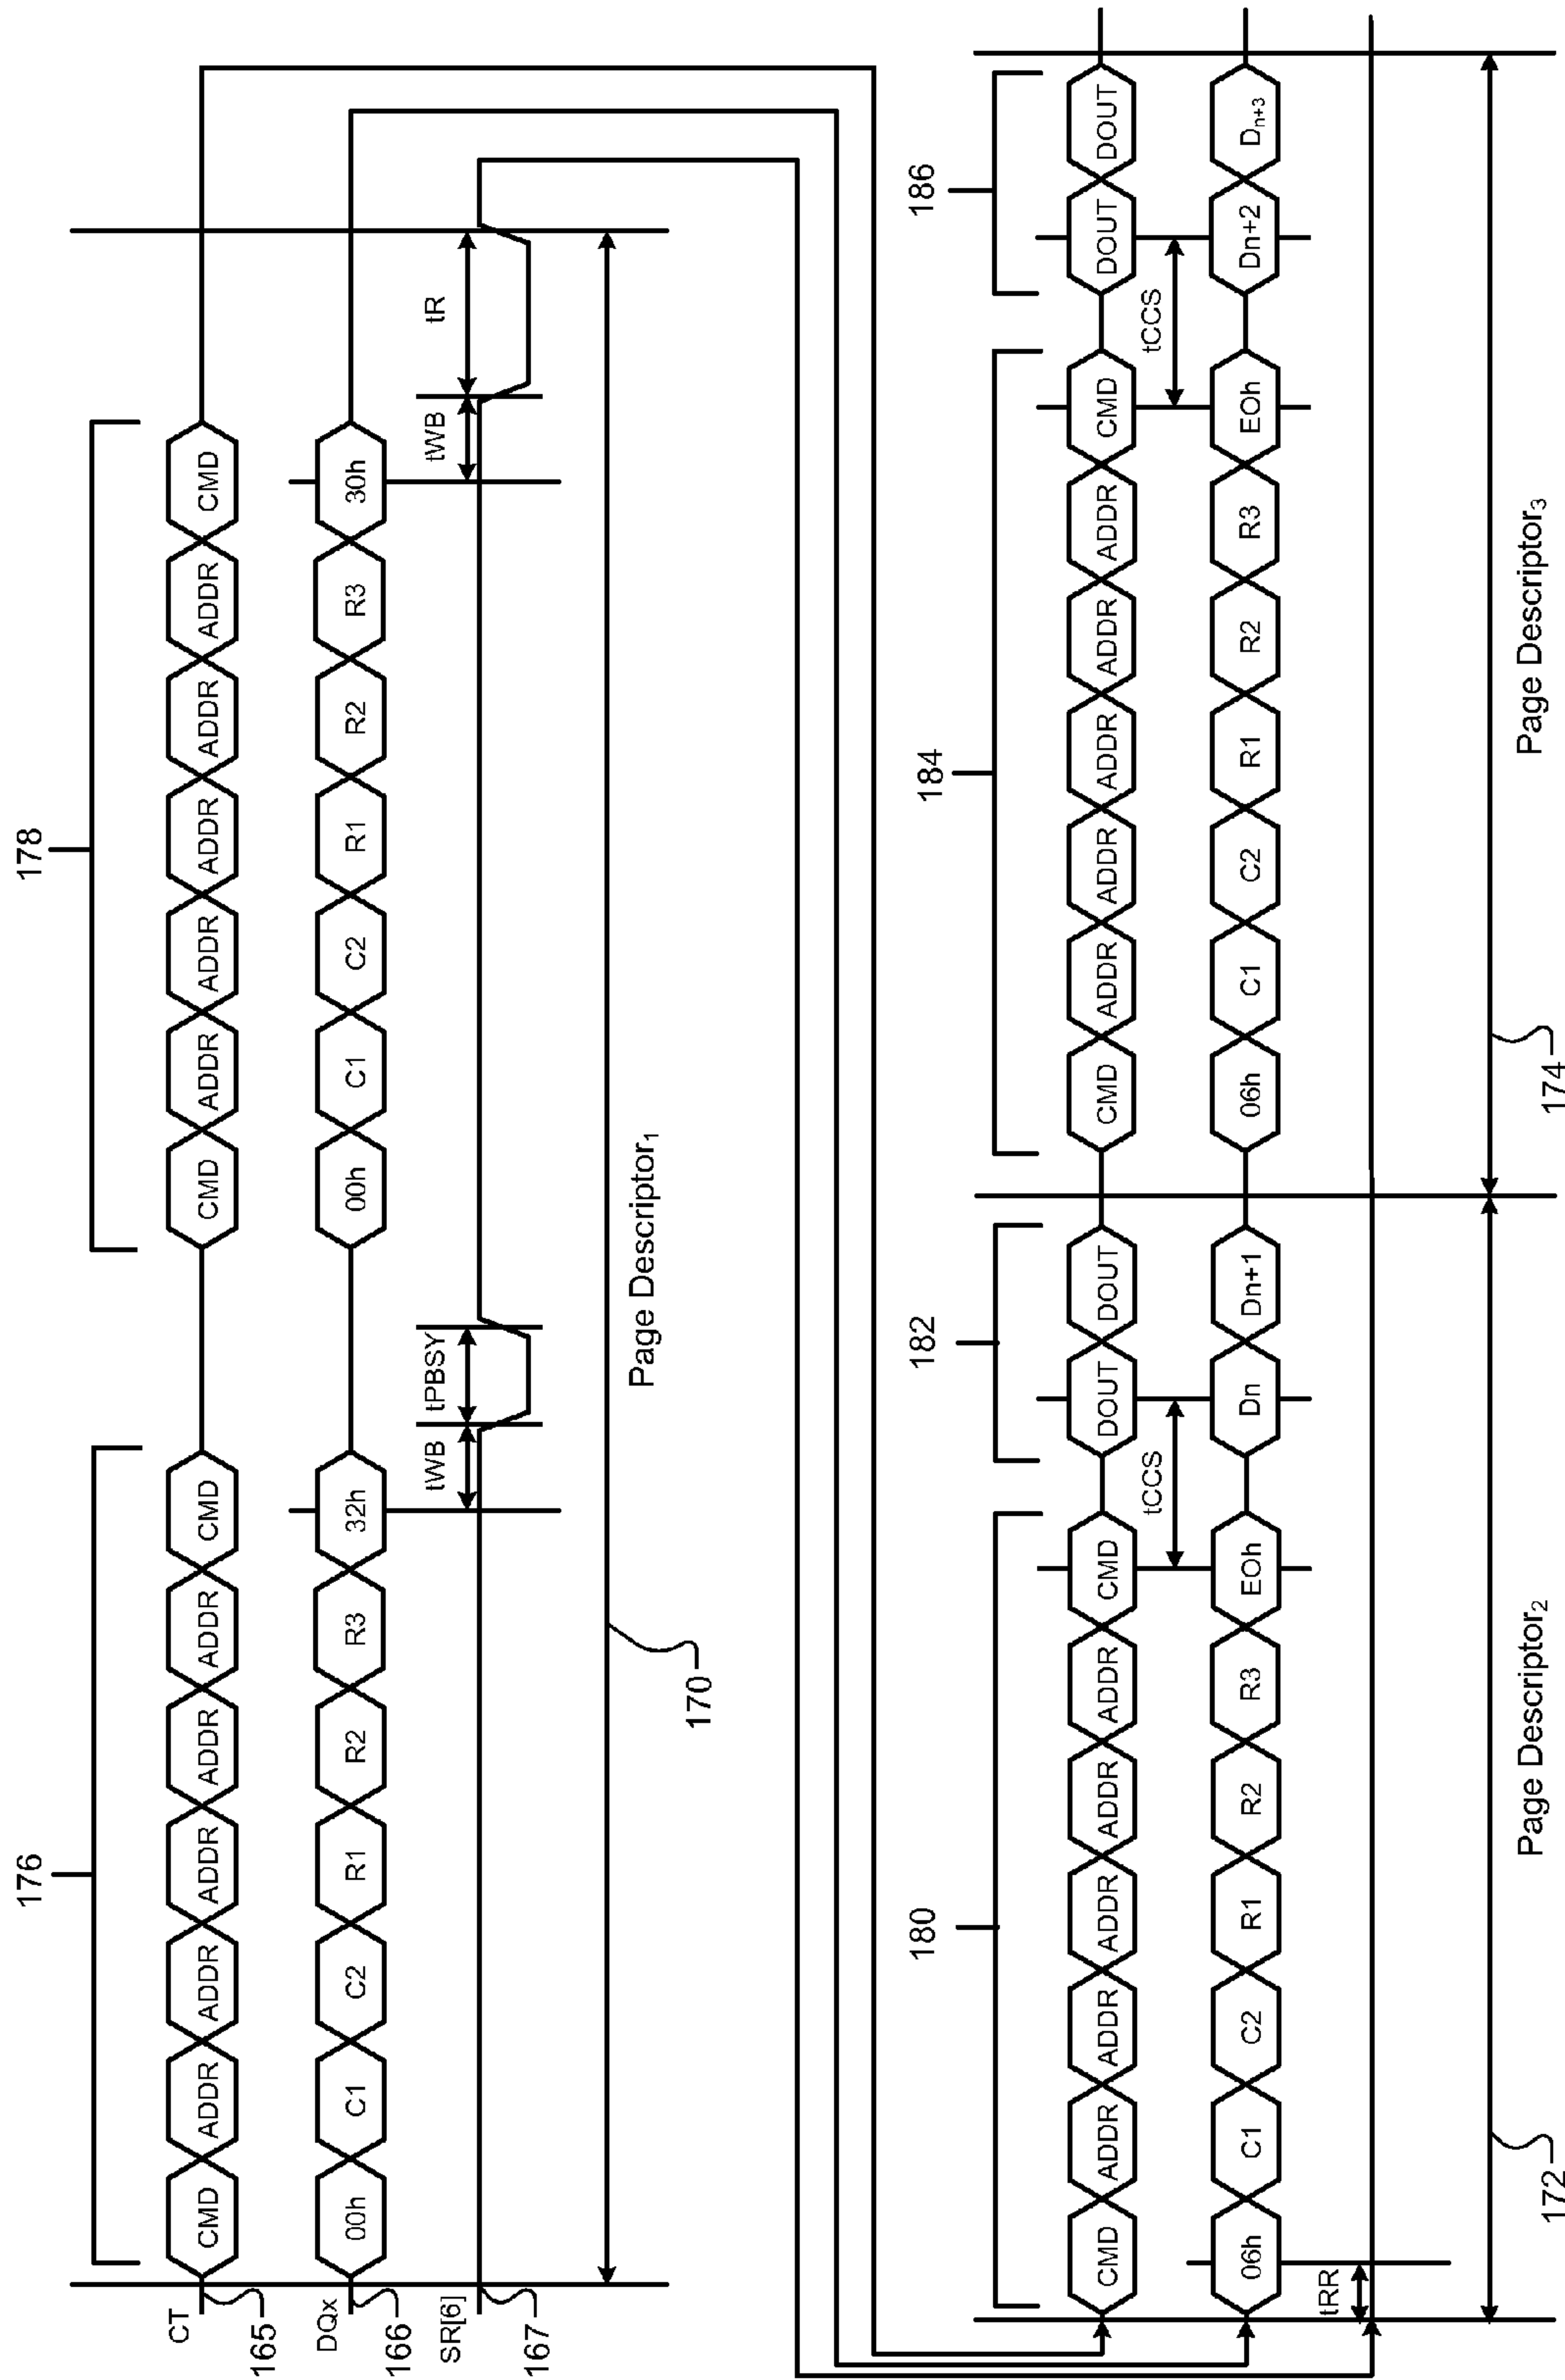 176
178
CT
CMD ADDR ADDR ADDR ADDR ADDR CMD CMD ADDR ADDR ADDR ADDR ADDR CMD
165
DQx
00h C1 C2 R1 R2 R3 32h 00h C1 C2 R1 R2 R3 30h
166
SR[6]
tWB tPBSY tWB tR
167
170
Page Descriptor1
180 182 184 186
CMD ADDR ADDR ADDR ADDR ADDR CMD DOUT DOUT CMD ADDR ADDR ADDR ADDR ADDR CMD DOUT DOUT
tCCS tCCS
06h C1 C2 R1 R2 R3 EOh Dn Dn+1 06h C1 C2 R1 R2 R3 EOh Dn+2 Dn+3
tRR
Page Descriptor2 Page Descriptor3
172 174